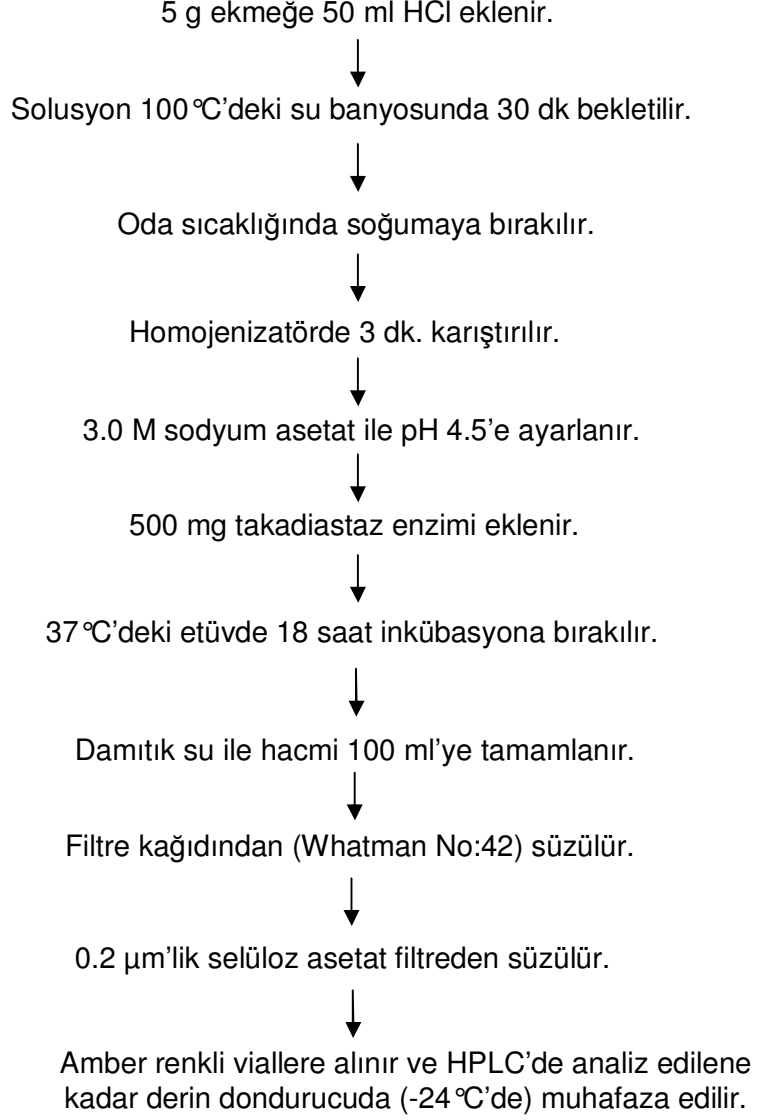 5 g ekmeğe 50 ml HCl eklenir.
Solusyon 100°C’deki su banyosunda 30 dk bekletilir.
Oda sıcaklığında soğumaya bırakılır.
Homojenizatörde 3 dk. karıştırılır.
3.0 M sodyum asetat ile pH 4.5’e ayarlanır.
500 mg takadiastaz enzimi eklenir.
37°C’deki etüvde 18 saat inkübasyona bırakılır.
Damıtık su ile hacmi 100 ml’ye tamamlanır.
Filtre kağıdından (Whatman No:42) süzülür.
0.2 µm’lik selüloz asetat filtreden süzülür.
Amber renkli viallere alınır ve HPLC’de analiz edilene
kadar derin dondurucuda (-24°C’de) muhafaza edilir.